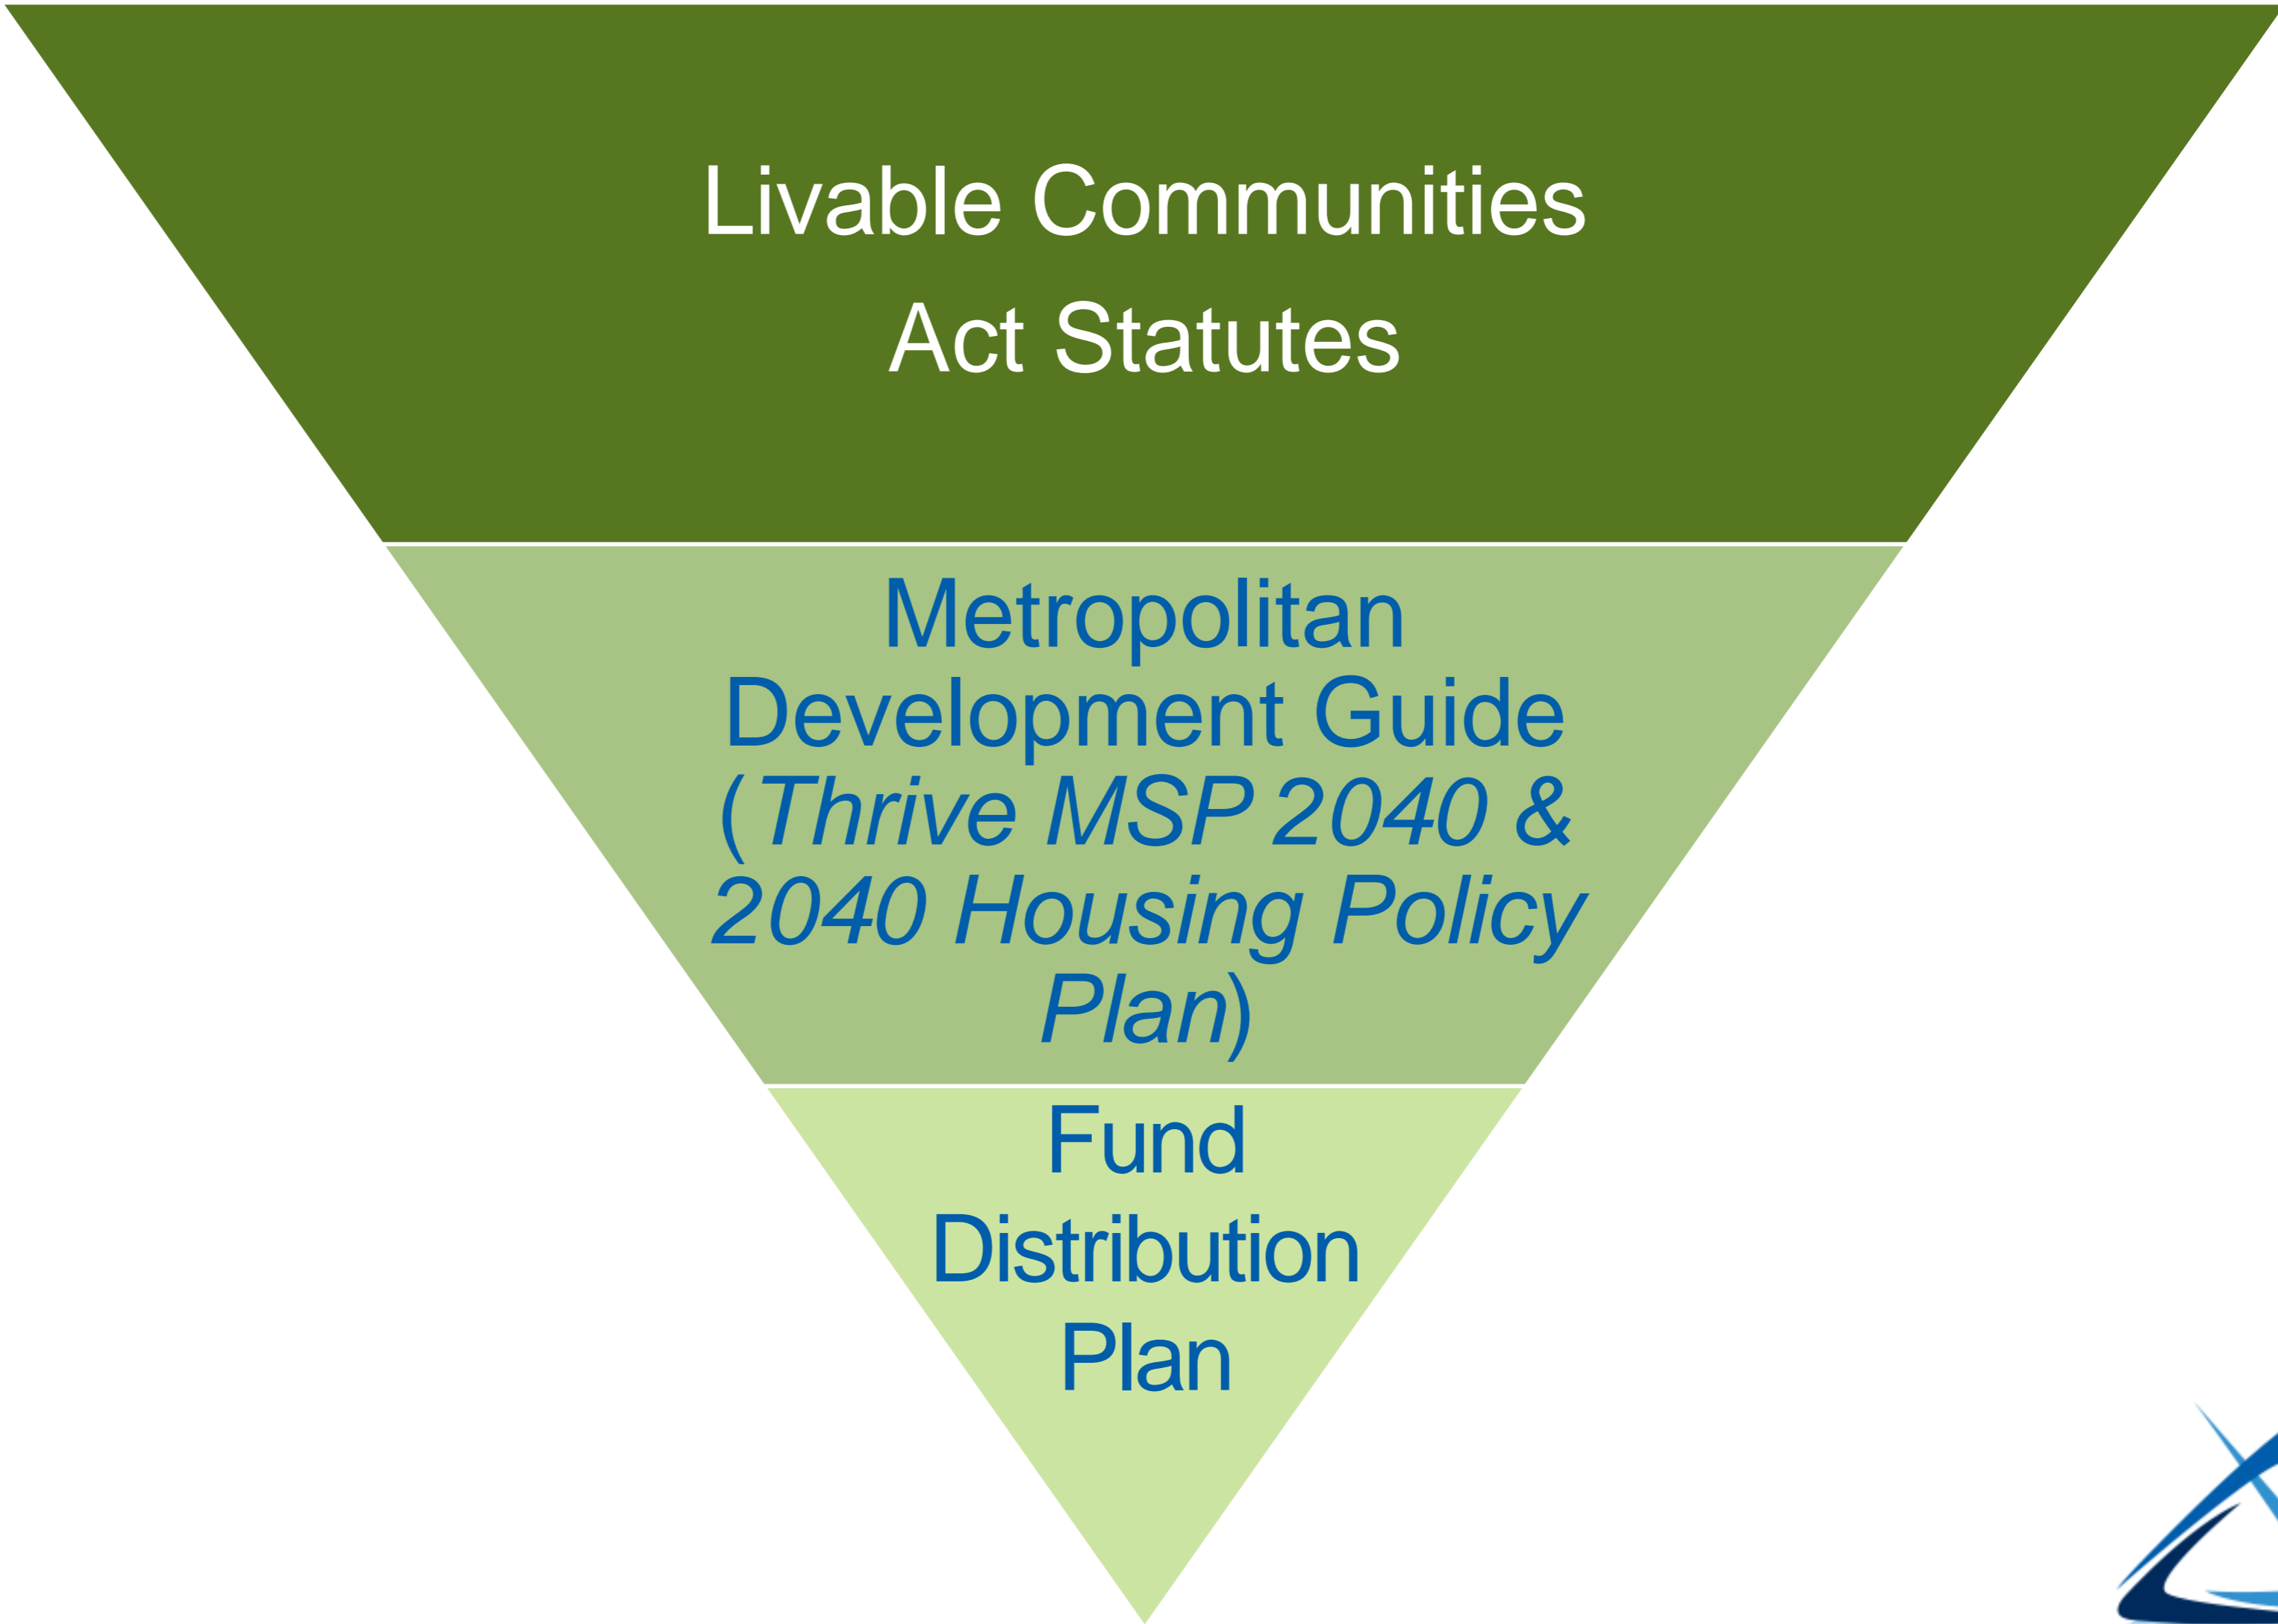 Livable Communities
Act Statutes
Metropolitan
Development Guide
(Thrive MSP 2040 &
2040 Housing Policy
Plan)
Fund
Distribution
Plan